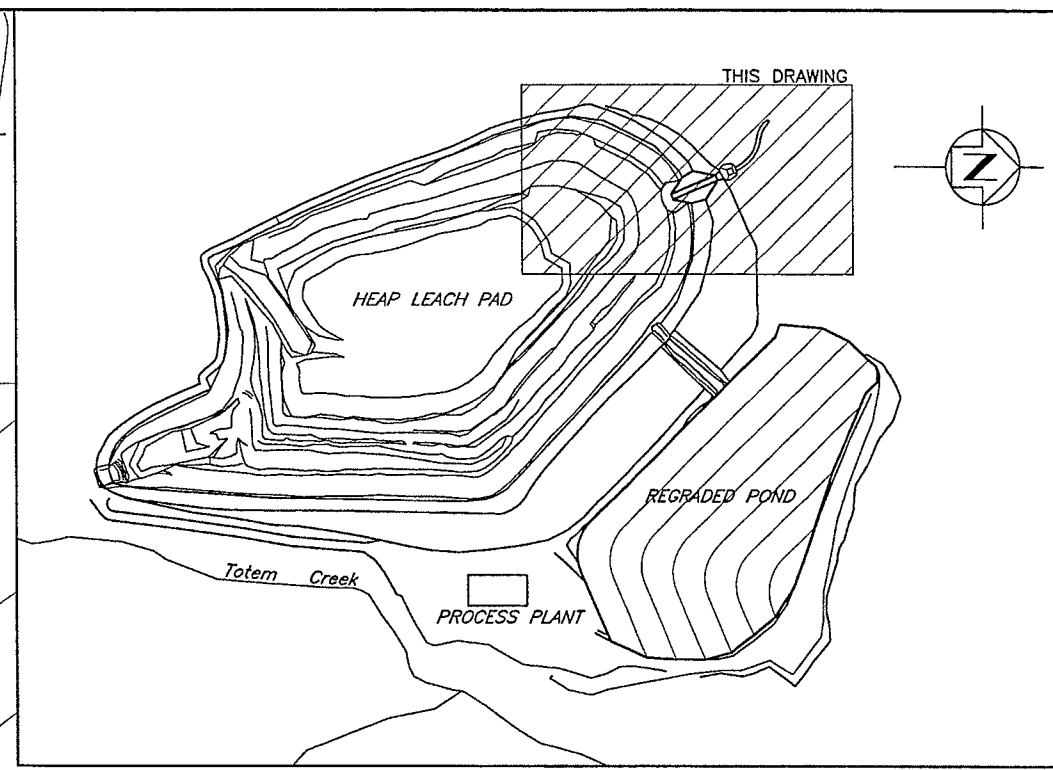 THIS DRAWING
N
HEAP LEACH PAD
REGRADED POND
Totem Creek
PROCESS PLANT